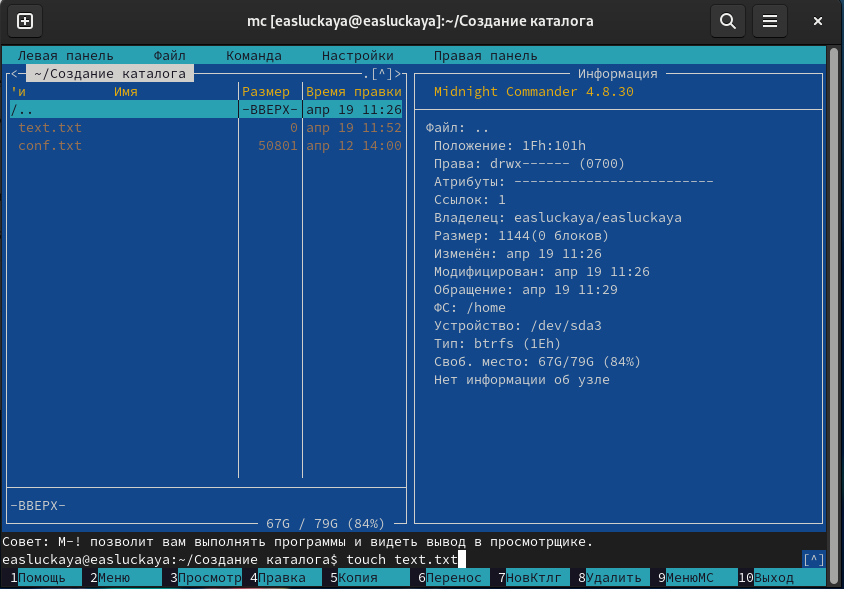 mc [easluckaya@easluckaya]:~/Создание каталога
Левая панель Файл Команда Настройки Правая панель
<— ~/Создание каталога .[^]>
'и Имя Размер Время правки
/.. -ВВЕРХ- апр 19 11:26
text.txt 0 апр 19 11:52
conf.txt 50801 апр 12 14:00
-ВВЕРХ-
67G / 79G (84%)
Информация
Midnight Commander 4.8.30
Файл: ..
Положение: 1Fh:101h
Права: drwx------ (0700)
Атрибуты: -------------------------
Ссылок: 1
Владелец: easluckaya/easluckaya
Размер: 1144(0 блоков)
Изменён: апр 19 11:26
Модифицирован: апр 19 11:26
Обращение: апр 19 11:29
ФС: /home
Устройство: /dev/sda3
Тип: btrfs (1Eh)
Своб. место: 67G/79G (84%)
Нет информации об узле
Совет: M-! позволит вам выполнять программы и видеть вывод в просмотрщике.
easluckaya@easluckaya:~/Создание каталога$ touch text.txt [^]
1Помощь 2Меню 3Просмотр 4Правка 5Копия 6Перенос 7НовКтлг 8Удалить 9МенюMC 10Выход